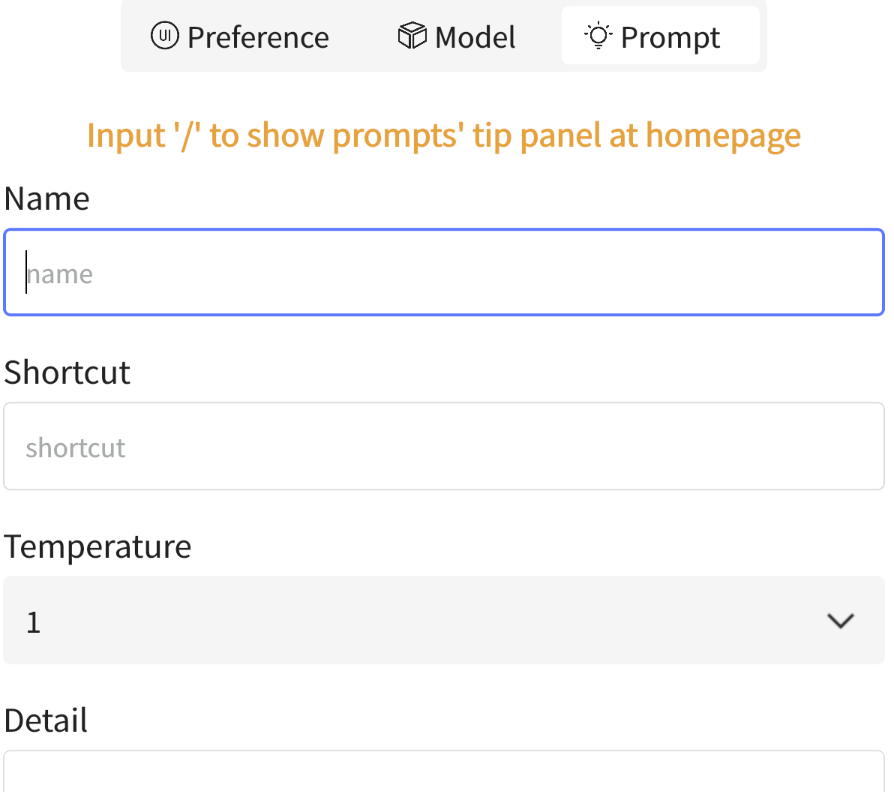 UI Preference Model Prompt
Input '/' to show prompts' tip panel at homepage
Name
name
Shortcut
shortcut
Temperature
1
Detail